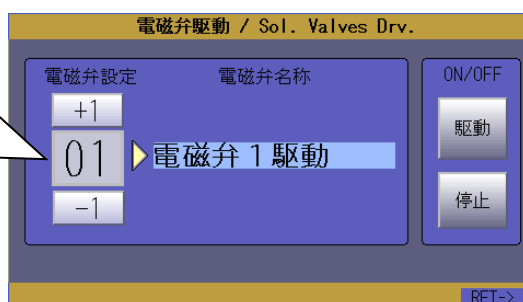 電磁弁駆動 / Sol. Valves Drv.
電磁弁設定
電磁弁名称
ON/OFF
+1
01
電磁弁1駆動
-1
駆動
停止
RET->